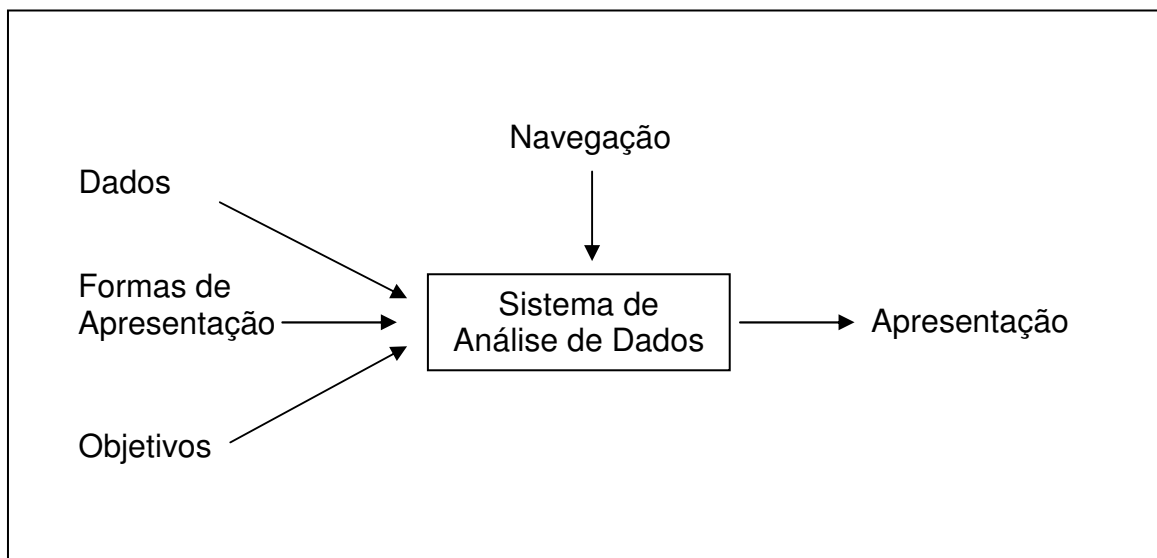 Navegação
Dados
Formas de
Apresentação
Sistema de
Análise de Dados
Apresentação
Objetivos